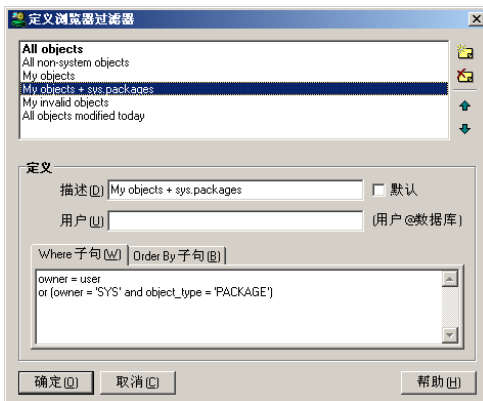 定义浏览器过滤器
All objects
All non-system objects
My objects
My objects + sys.packages
My invalid objects
All objects modified today
定义
描述(D) My objects + sys.packages 默认
用户(U) (用户@数据库)
Where 子句(W) Order By 子句(B)
owner = user
or (owner = 'SYS' and object_type = 'PACKAGE')
确定(O) 取消(C) 帮助(H)